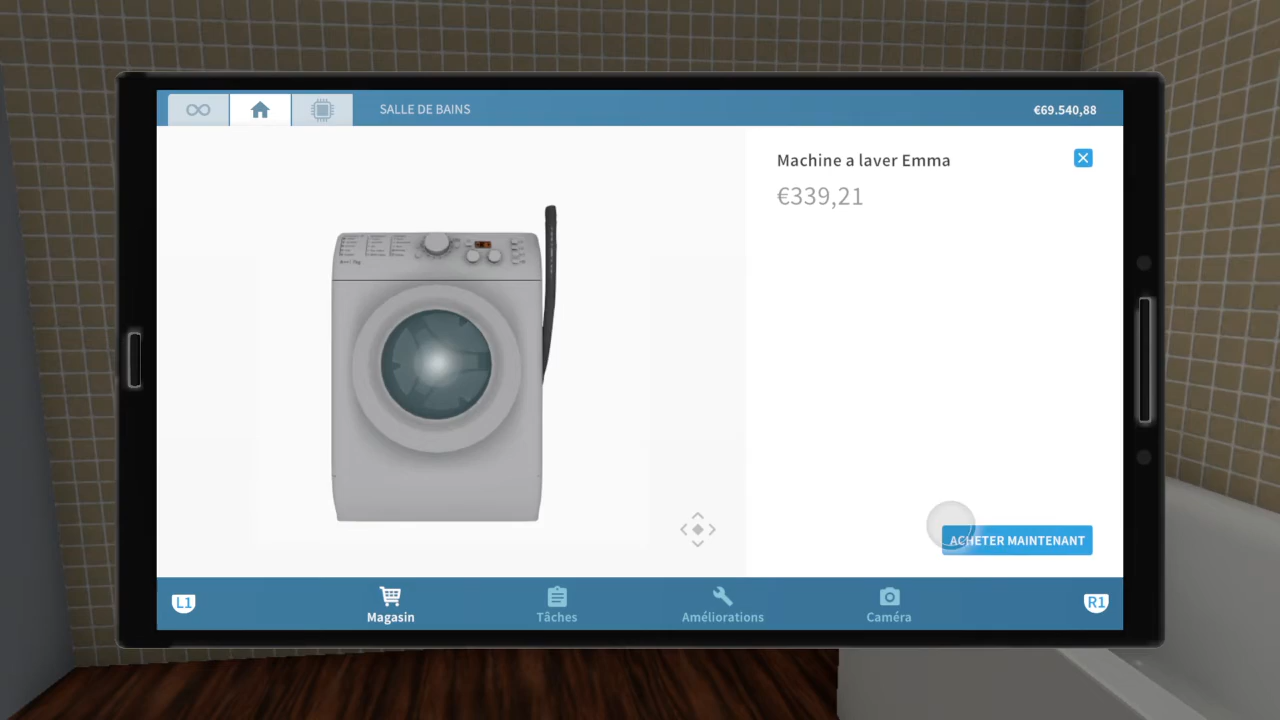 SALLE DE BAINS
€69.540,88
Machine a laver Emma
€339,21
ACHETER MAINTENANT
L1
Magasin
Tâches
Améliorations
Caméra
R1